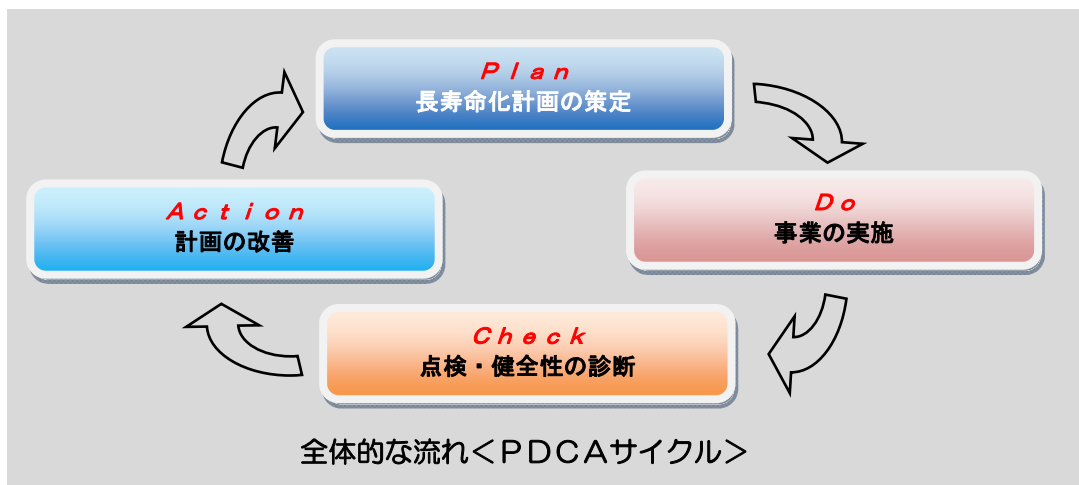 Ｐｌａｎ
長寿命化計画の策定
Ｄｏ
事業の実施
Ｃｈｅｃｋ
点検・健全性の診断
Ａｃｔｉｏｎ
計画の改善
全体的な流れ＜ＰＤＣＡサイクル＞